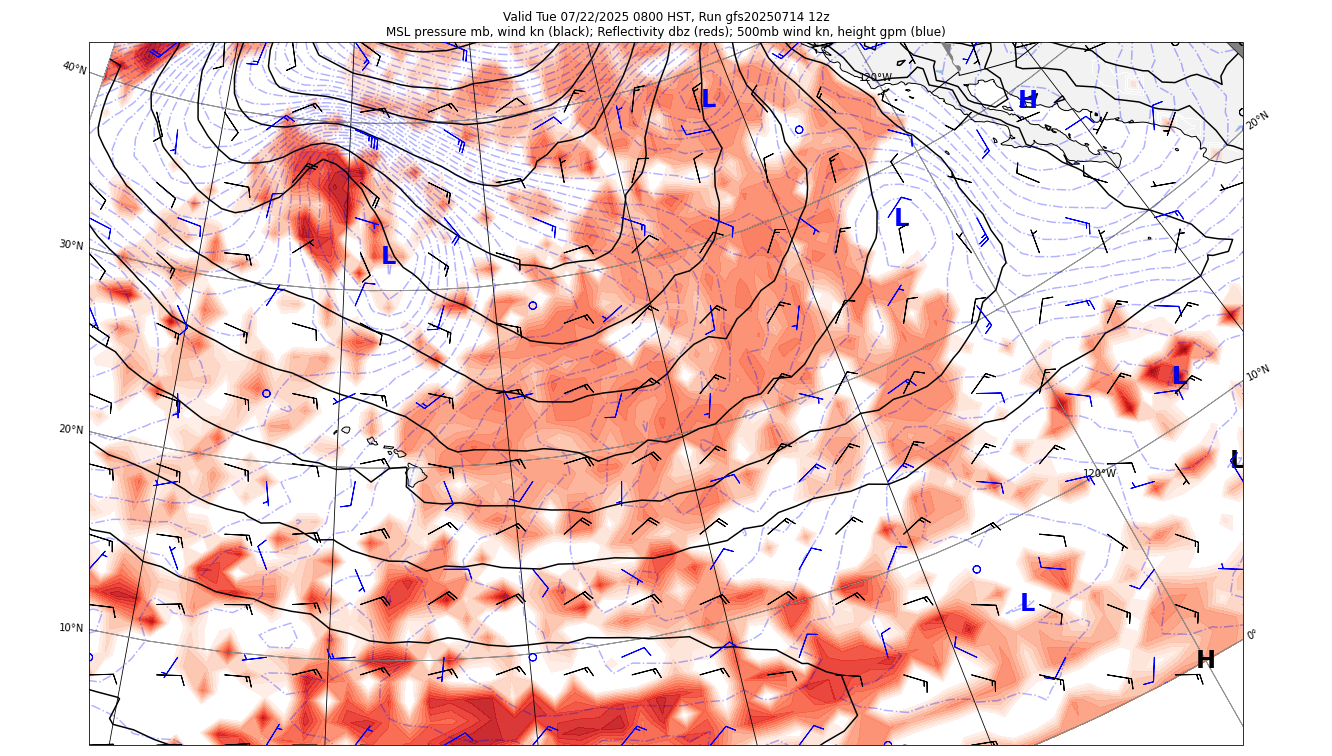 Valid Tue 07/22/2025 0800 HST, Run gfs20250714 12z
MSL pressure mb, wind kn (black); Reflectivity dbz (reds); 500mb wind kn, height gpm (blue)
40°N
120°W
L
H
20°N
30°N
L
L
10°N
L
20°N
L
120°W
L
10°N
0°
H